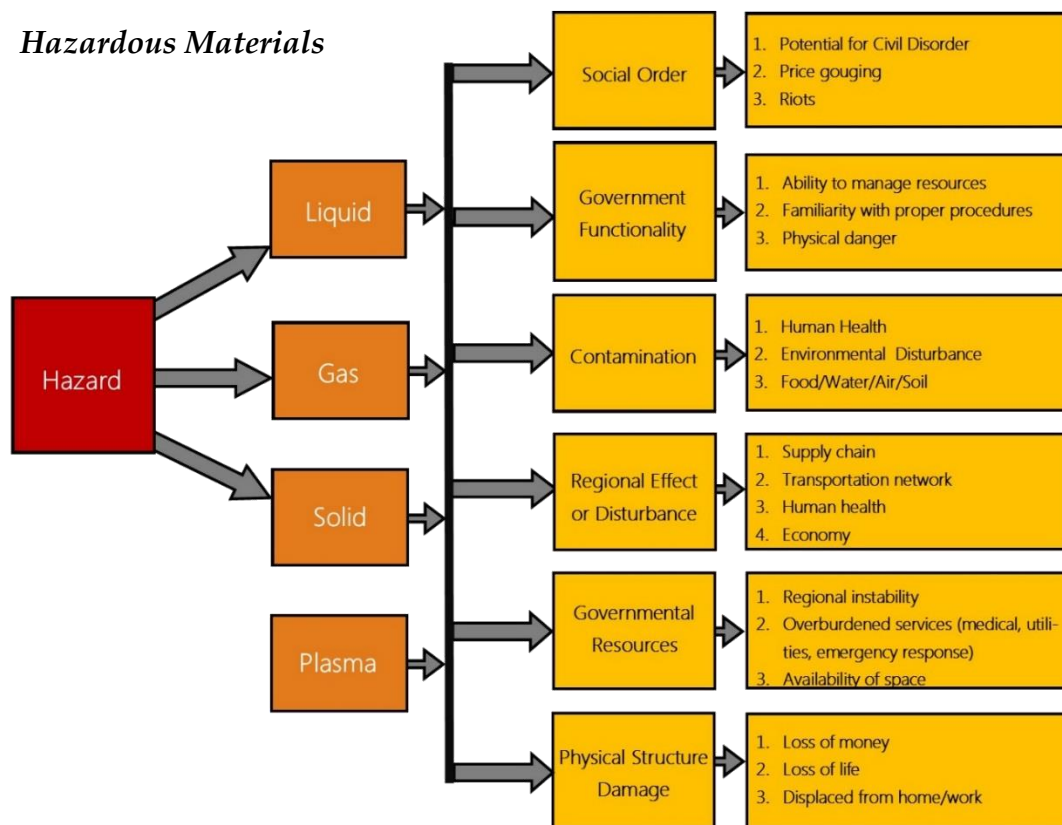 Hazardous Materials
Hazard
Liquid
Gas
Solid
Plasma
Social Order
1. Potential for Civil Disorder
2. Price gouging
3. Riots
Government
Functionality
1. Ability to manage resources
2. Familiarity with proper procedures
3. Physical danger
Contamination
1. Human Health
2. Environmental Disturbance
3. Food/Water/Air/Soil
Regional Effect
or Disturbance
1. Supply chain
2. Transportation network
3. Human health
4. Economy
Governmental
Resources
1. Regional instability
2. Overburdened services (medical, utili-
ties, emergency response)
3. Availability of space
Physical Structure
Damage
1. Loss of money
2. Loss of life
3. Displaced from home/work